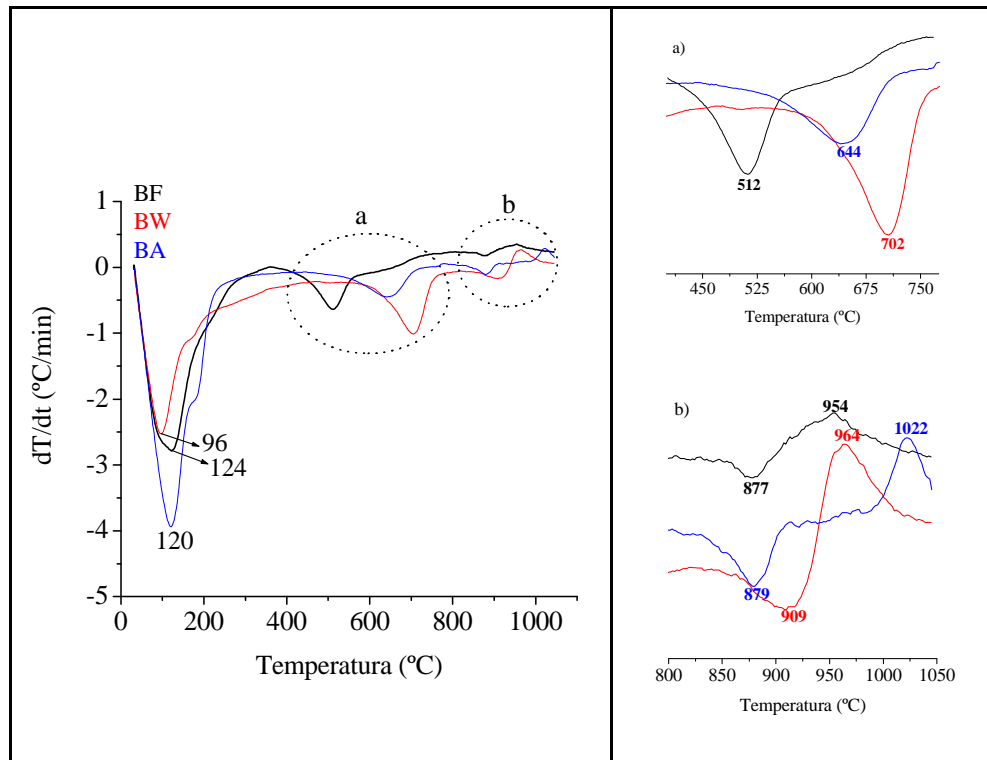 BF
BW
BA
a
b
1
0
-1
-2
-3
-4
-5
96
124
120
0 200 400 600 800 1000
dT/dt (ºC/min)
Temperatura (ºC)
a)
512
644
702
450 525 600 675 750
Temperatura (ºC)
b)
954
964
1022
877
879
909
800 850 900 950 1000 1050
Temperatura (ºC)